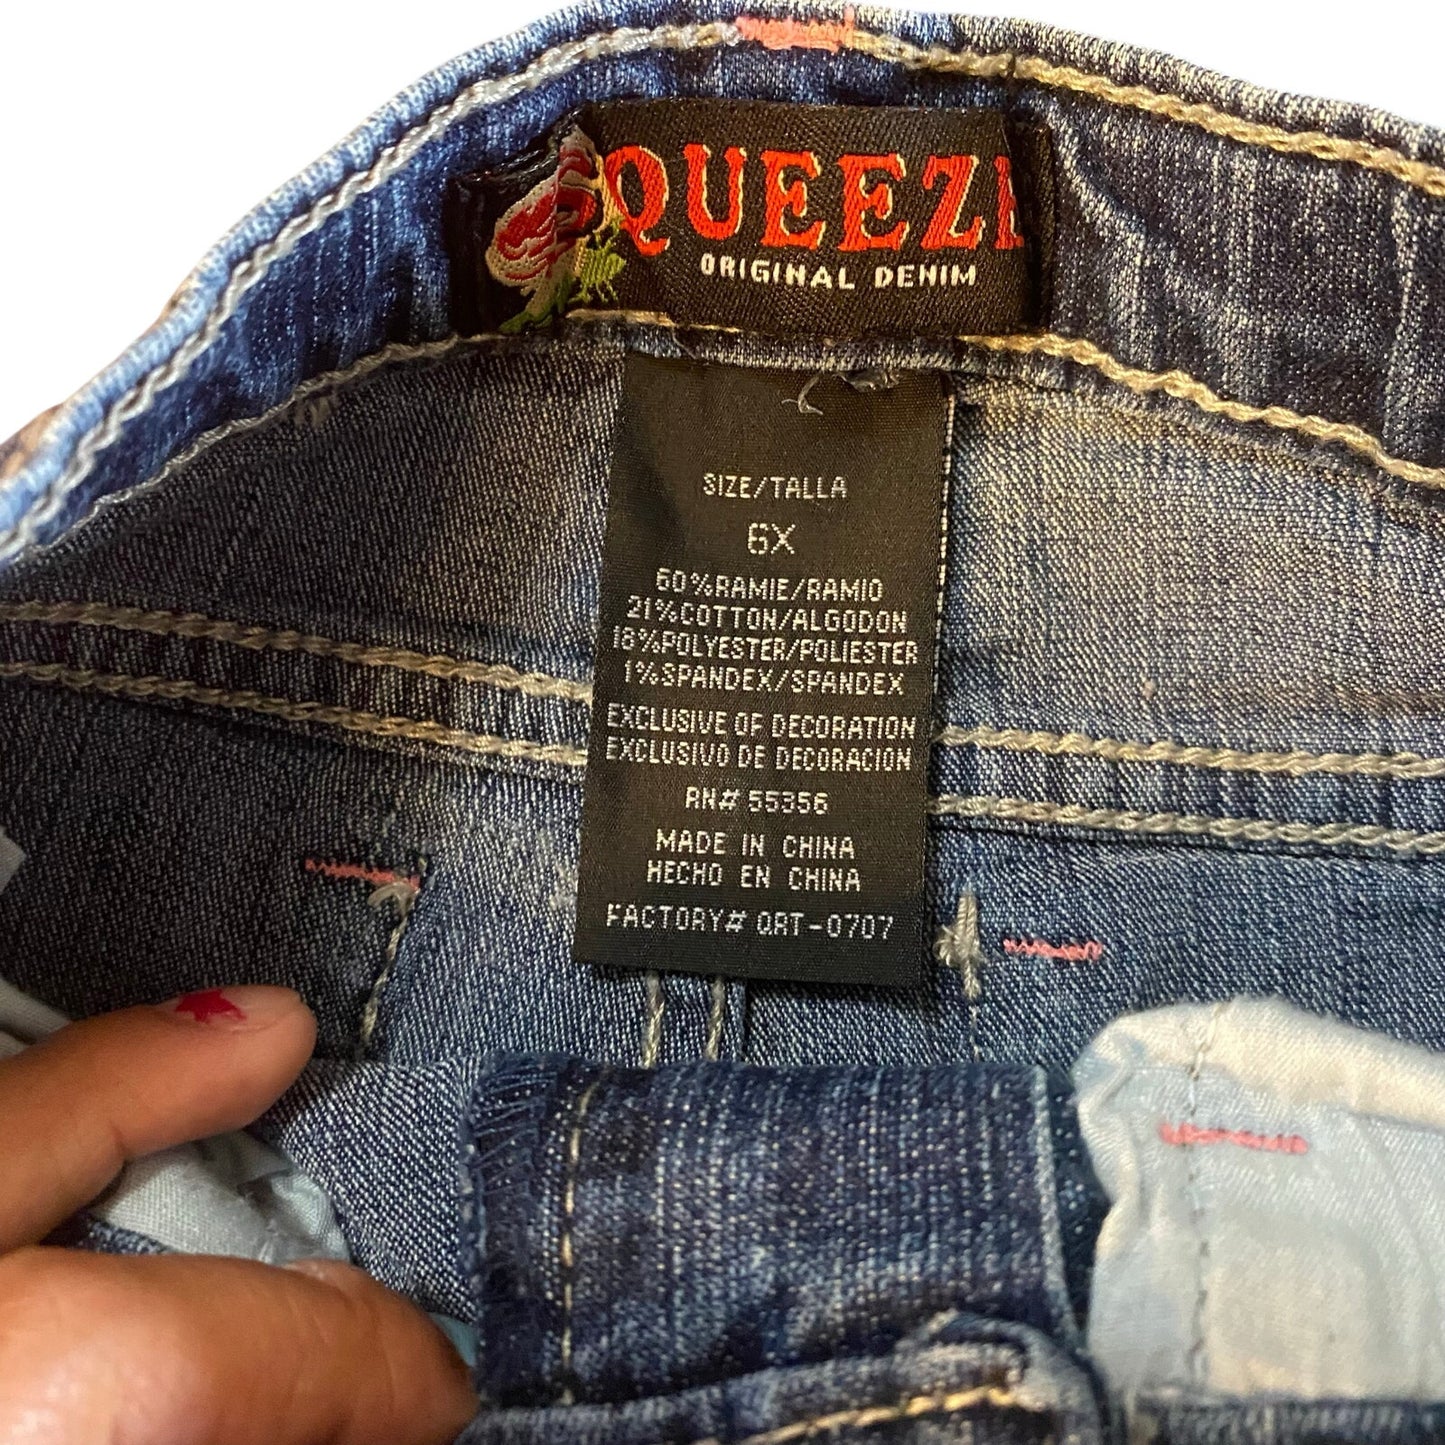 SQUEEZE
ORIGINAL DENIM
SIZE/TALLA
6X
60%RAMIE/RAMIO
21%COTTON/ALGODON
18%POLYESTER/POLIESTER
1%SPANDEX/SPANDEX
EXCLUSIVE OF DECORATION
EXCLUSIVO DE DECORACION
RN# 55356
MADE IN CHINA
HECHO EN CHINA
FACTORY# QRT-0707